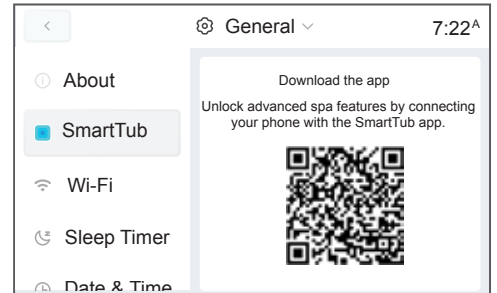 General
7:22ᴬ
About
SmartTub
Wi-Fi
Sleep Timer
Date & Time
Download the app
Unlock advanced spa features by connecting
your phone with the SmartTub app.